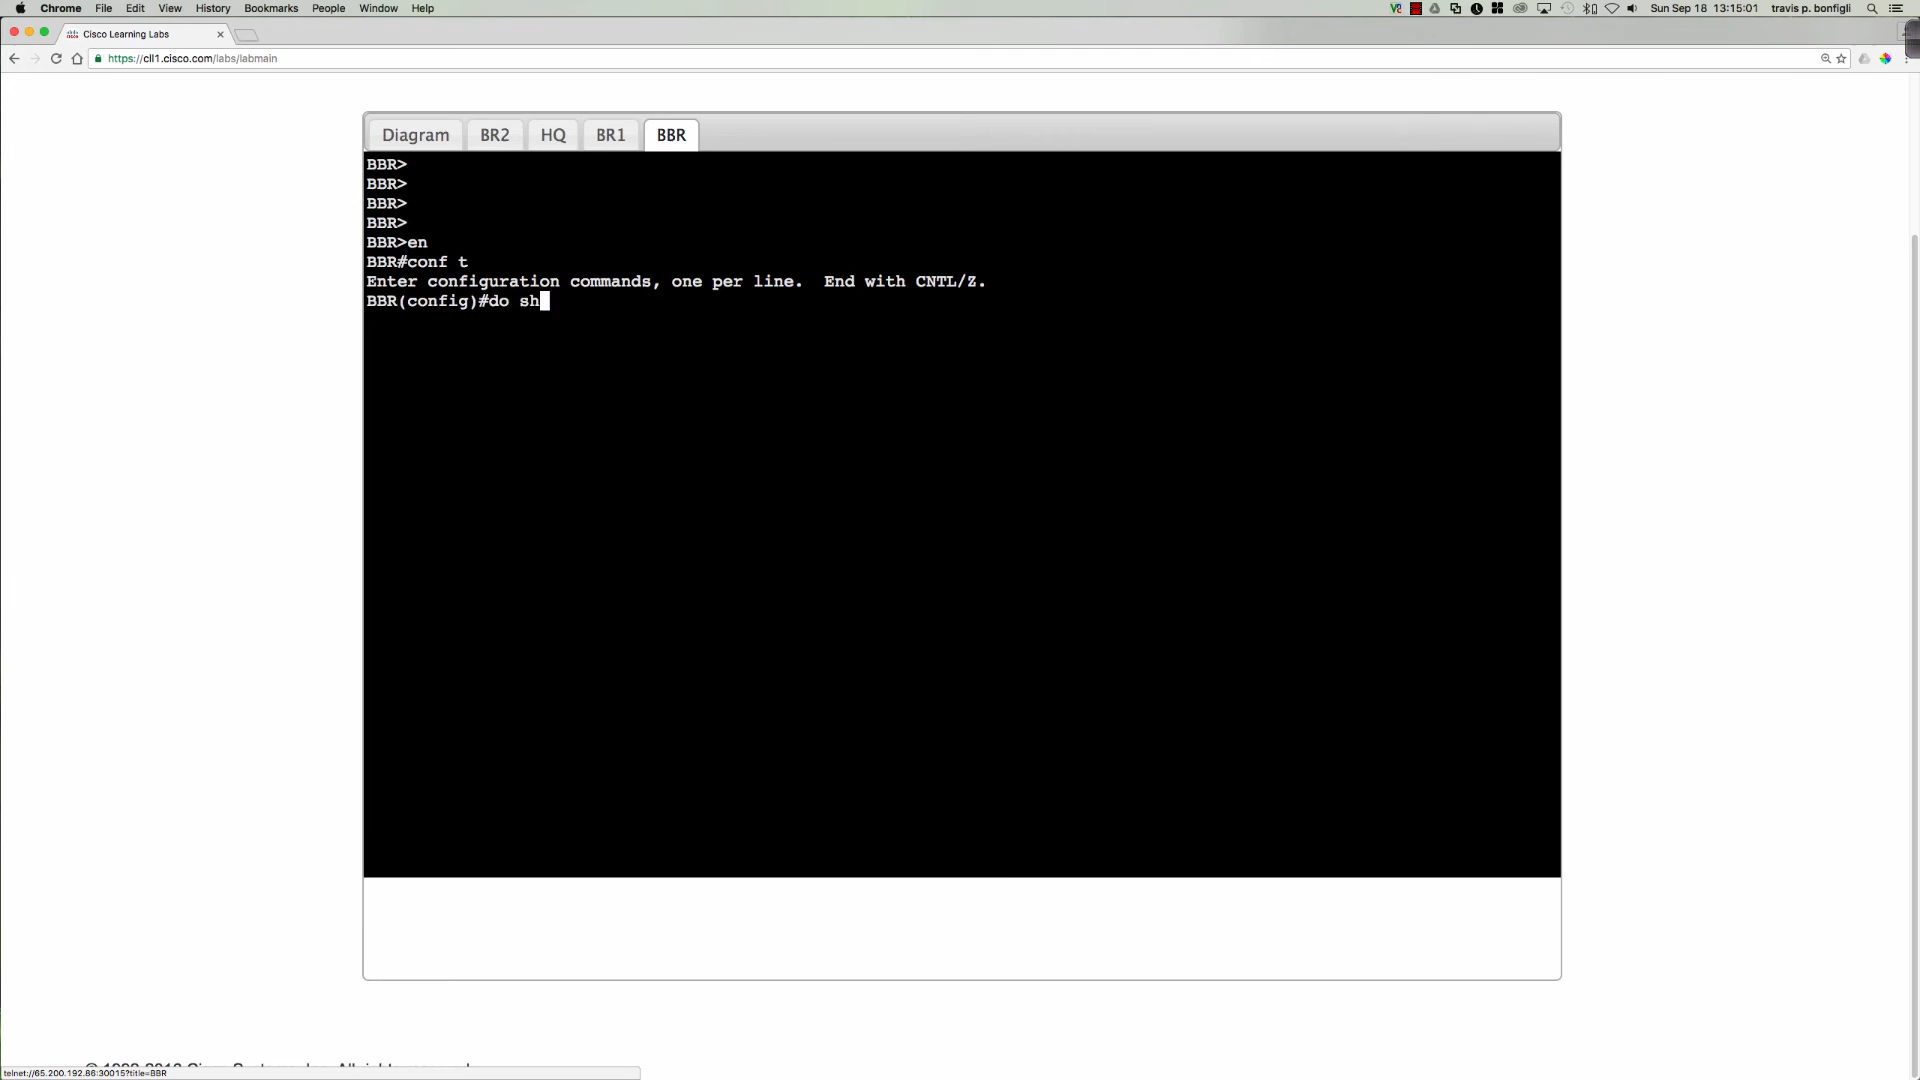 Chrome File Edit View History Bookmarks People Window Help Sun Sep 18 13:15:01 travis p. bonfigli
Cisco Learning Labs
https://cll1.cisco.com/labs/labmain
Diagram BR2 HQ BR1 BBR
BBR>
BBR>
BBR>
BBR>
BBR>en
BBR#conf t
Enter configuration commands, one per line.  End with CNTL/Z.
BBR(config)#do sh
telnet://65.200.192.86:30015?title=BBR